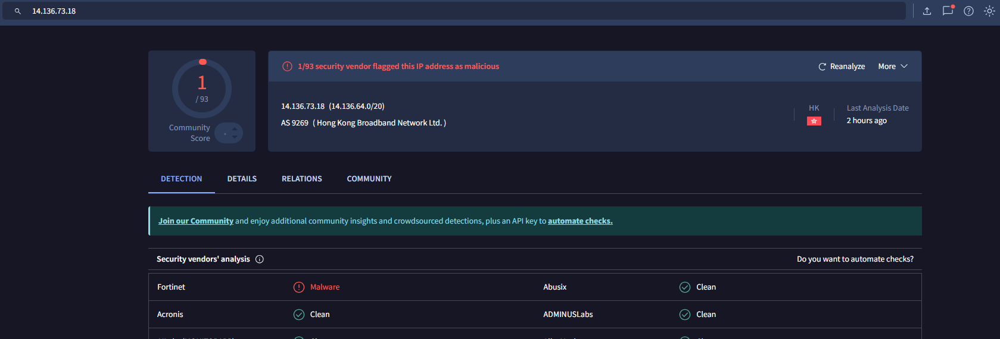 14.136.73.18
1
/ 93
Community
Score
1/93 security vendor flagged this IP address as malicious
Reanalyze
More
14.136.73.18 (14.136.64.0/20)
AS 9269 ( Hong Kong Broadband Network Ltd. )
HK
Last Analysis Date
2 hours ago
DETECTION
DETAILS
RELATIONS
COMMUNITY
Join our Community and enjoy additional community insights and crowdsourced detections, plus an API key to automate checks.
Security vendors' analysis
Do you want to automate checks?
Fortinet
Malware
Abusix
Clean
Acronis
Clean
ADMINUSLabs
Clean